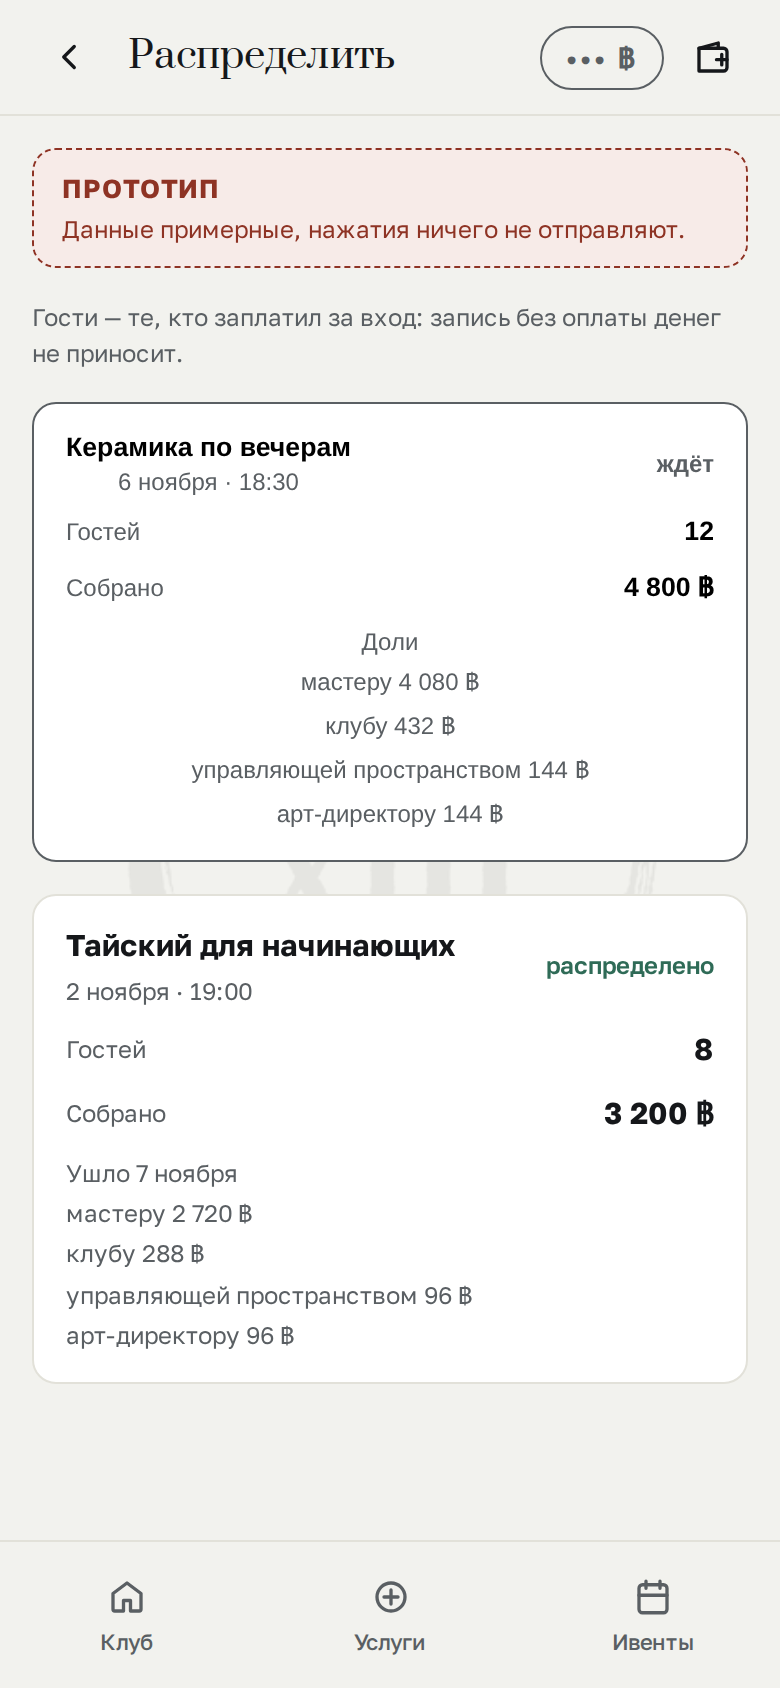 Распределить
••• ฿
ПРОТОТИП
Данные примерные, нажатия ничего не отправляют.
Гости — те, кто заплатил за вход: запись без оплаты денег
не приносит.
Керамика по вечерам
6 ноября · 18:30
ждёт
Гостей
12
Собрано
4 800 ฿
Доли
мастеру 4 080 ฿
клубу 432 ฿
управляющей пространством 144 ฿
арт-директору 144 ฿
Тайский для начинающих
2 ноября · 19:00
распределено
Гостей
8
Собрано
3 200 ฿
Ушло 7 ноября
мастеру 2 720 ฿
клубу 288 ฿
управляющей пространством 96 ฿
арт-директору 96 ฿
Клуб
Услуги
Ивенты